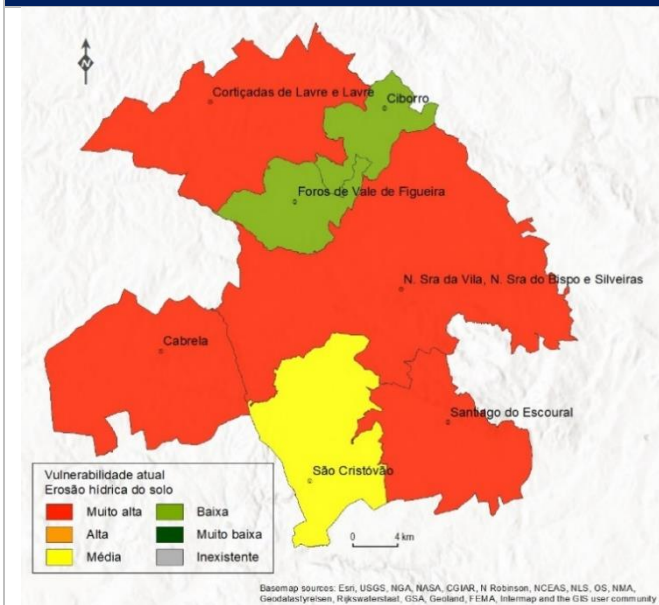 N
Cortiçadas de Lavre e Lavre
Ciborro
Foros de Vale de Figueira
N. Sra da Vila, N. Sra do Bispo e Silveiras
Cabrela
Santiago do Escoural
São Cristóvão
Vulnerabilidade atual
Erosão hídrica do solo
Muito alta
Baixa
Alta
Muito baixa
Média
Inexistente
0 4 km
Basemap sources: Esri, USGS, NGA, NASA, CGIAR, N Robinson, NCEAS, NLS, OS, NMA,
Geodatastyrelsen, Rijkswaterstaat, GSA, Geoland, FEMA, Intermap and the GIS user community